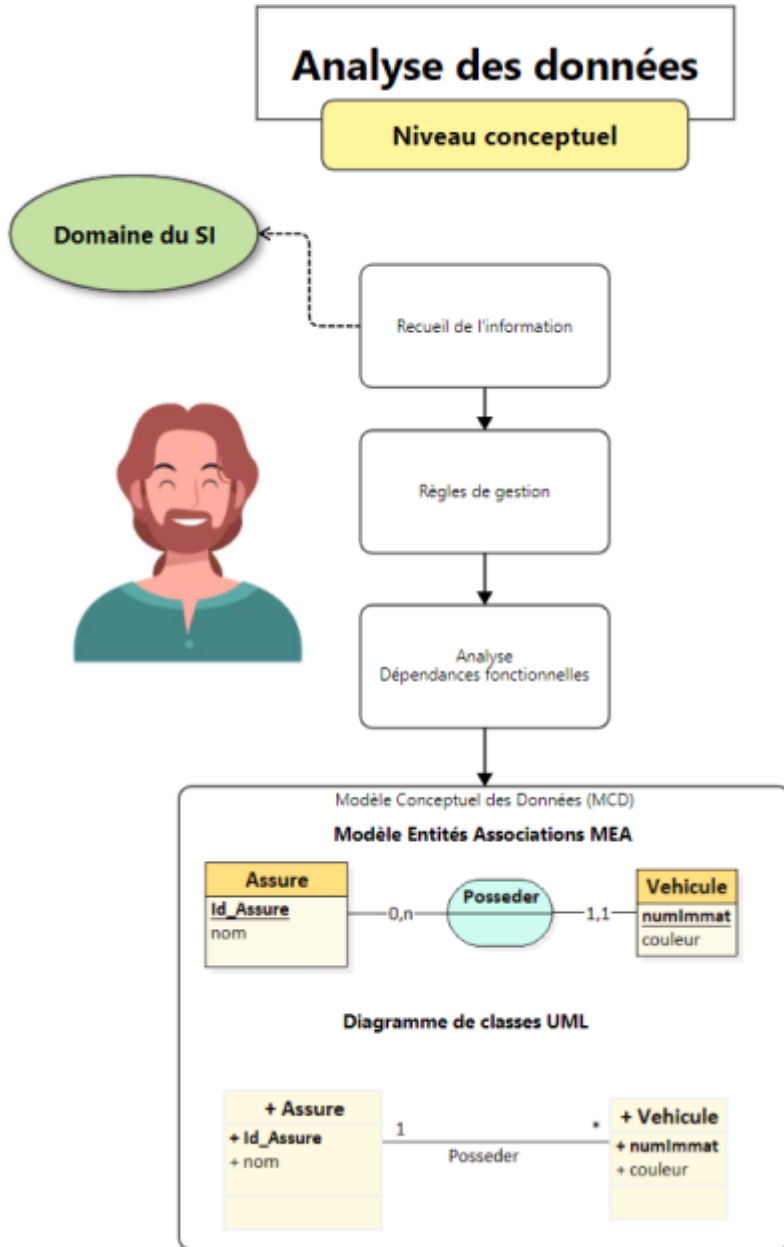 Analyse des données
Niveau conceptuel
Domaine du SI
Recueil de l'information
Règles de gestion
Analyse
Dépendances fonctionnelles
Modèle Conceptuel des Données (MCD)
Modèle Entités Associations MEA
Assure
Id_Assure
nom
0,n
Posseder
1,1
Vehicule
numImmat
couleur
Diagramme de classes UML
+ Assure
+ Id_Assure
+ nom
1
*
Posseder
+ Vehicule
+ numImmat
+ couleur